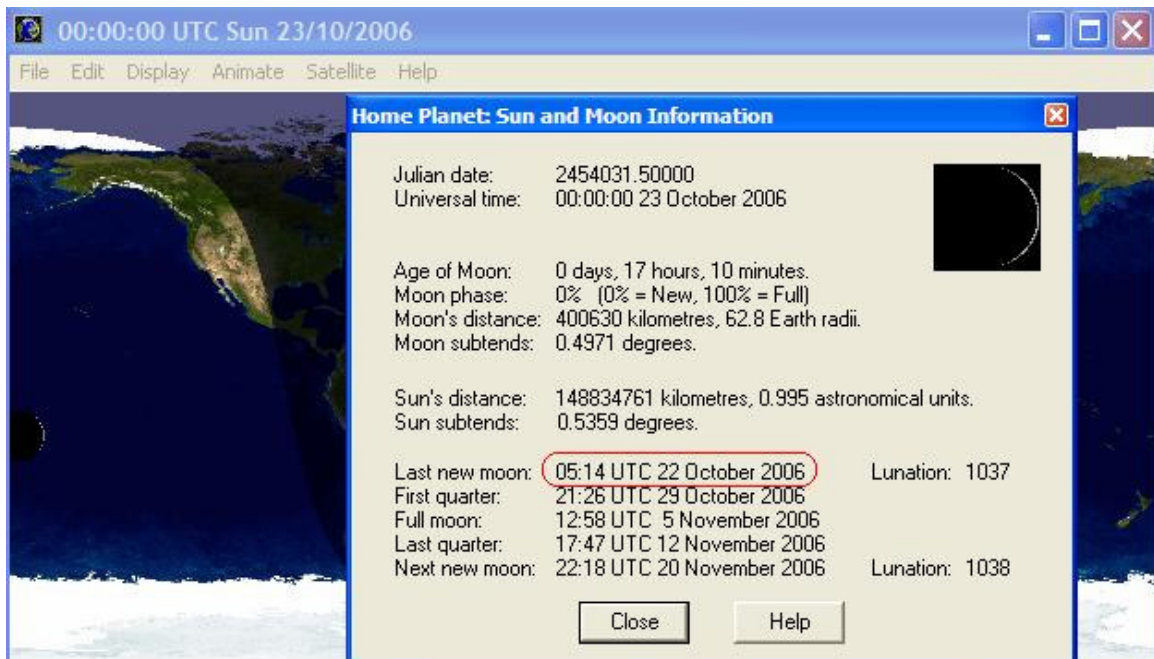 00:00:00 UTC Sun 23/10/2006
File Edit Display Animate Satellite Help
Home Planet: Sun and Moon Information
Julian date: 2454031.50000
Universal time: 00:00:00 23 October 2006
Age of Moon: 0 days, 17 hours, 10 minutes.
Moon phase: 0% (0% = New, 100% = Full)
Moon's distance: 400630 kilometres, 62.8 Earth radii.
Moon subtends: 0.4971 degrees.
Sun's distance: 148834761 kilometres, 0.995 astronomical units.
Sun subtends: 0.5359 degrees.
Last new moon: 05:14 UTC 22 October 2006 Lunation: 1037
First quarter: 21:26 UTC 29 October 2006
Full moon: 12:58 UTC 5 November 2006
Last quarter: 17:47 UTC 12 November 2006
Next new moon: 22:18 UTC 20 November 2006 Lunation: 1038
Close Help